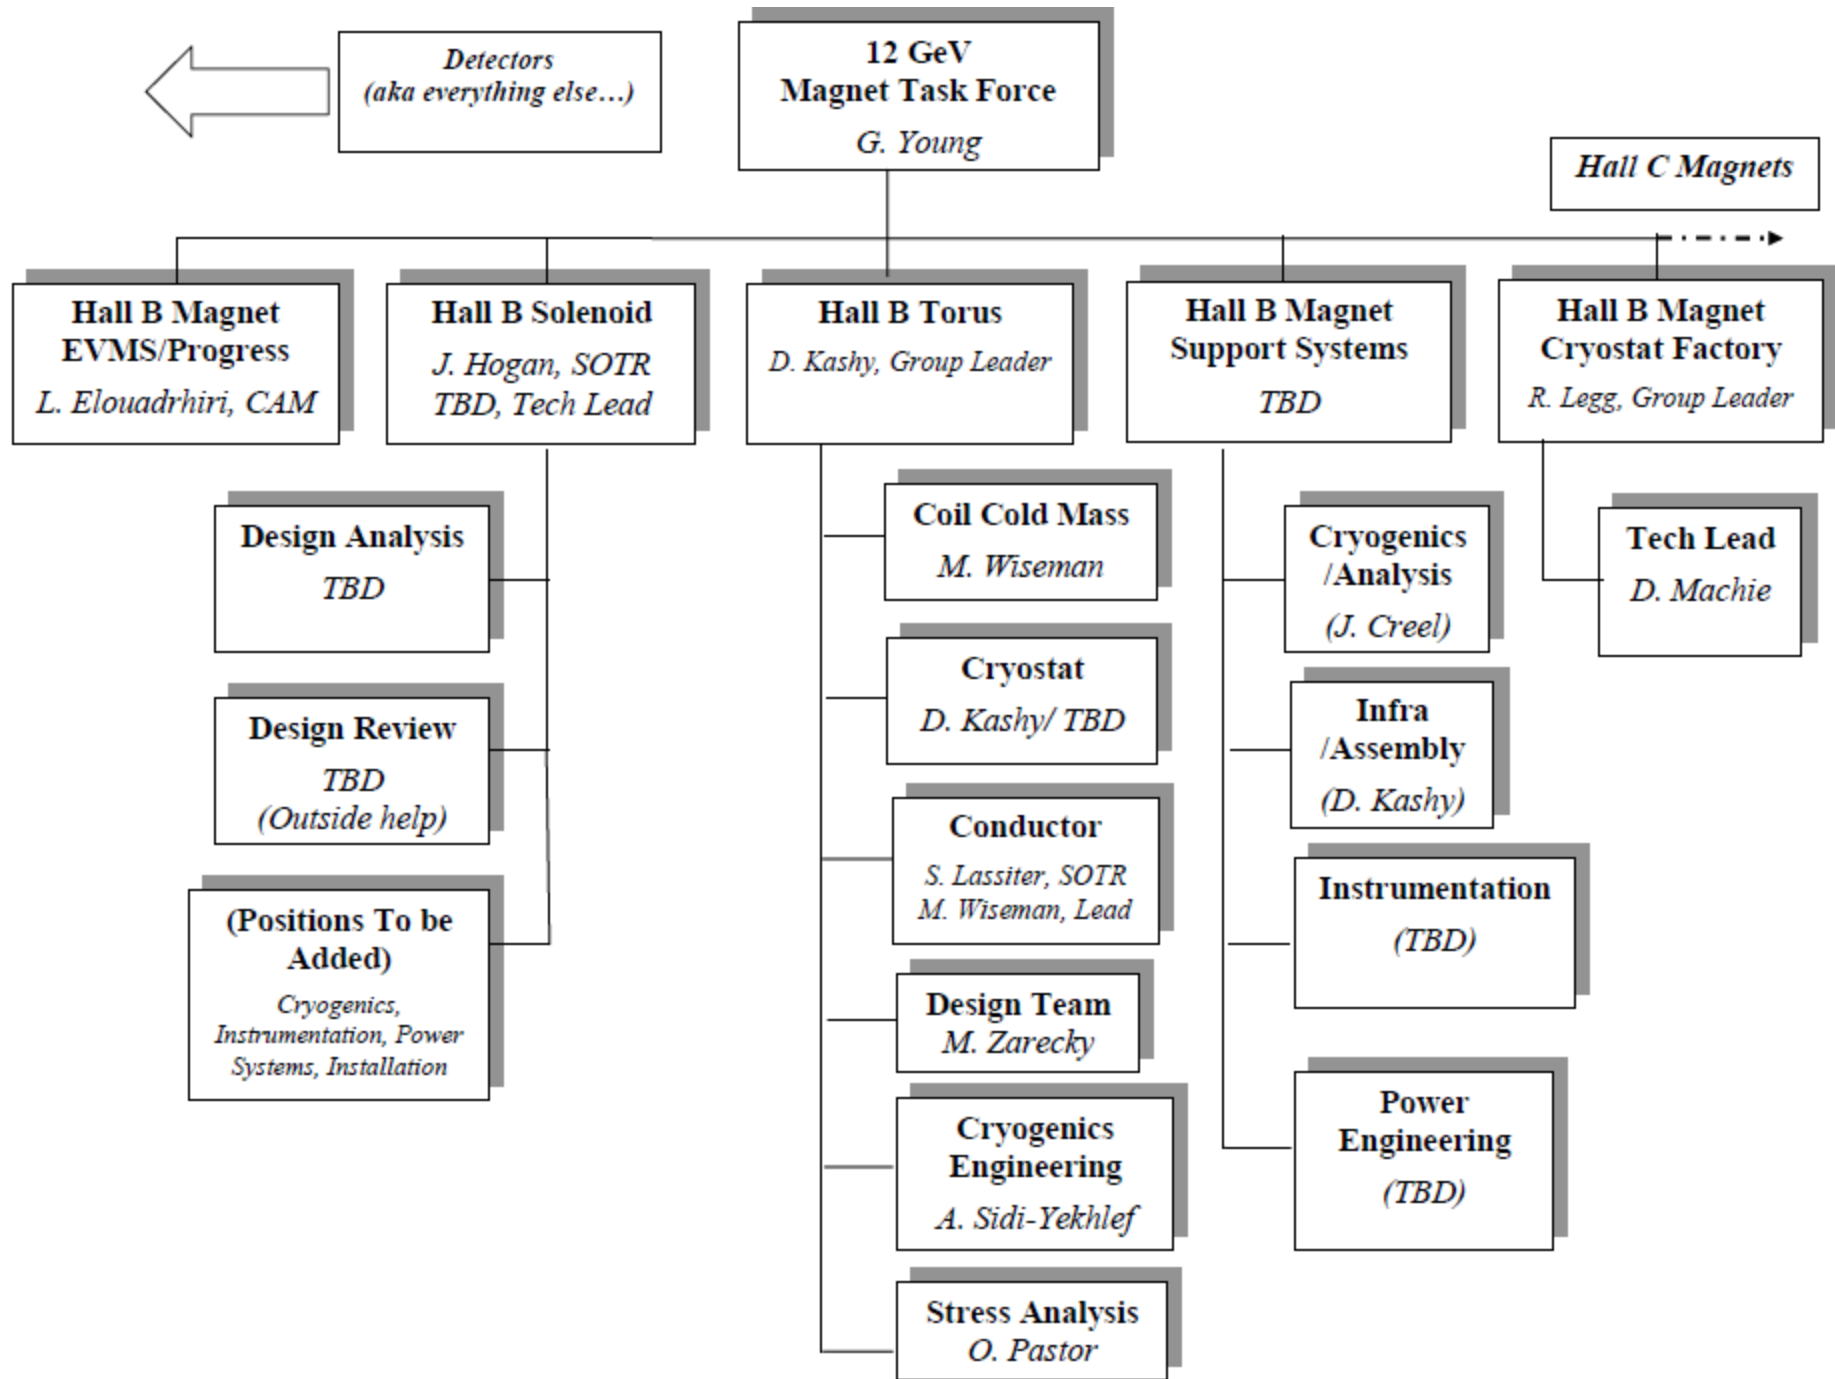 Detectors
(aka everything else…)
12 GeV
Magnet Task Force
G. Young
Hall C Magnets
Hall B Magnet
EVMS/Progress
L. Elouadrhiri, CAM
Hall B Solenoid
J. Hogan, SOTR
TBD, Tech Lead
Hall B Torus
D. Kashy, Group Leader
Hall B Magnet
Support Systems
TBD
Hall B Magnet
Cryostat Factory
R. Legg, Group Leader
Design Analysis
TBD
Design Review
TBD
(Outside help)
(Positions To be
Added)
Cryogenics,
Instrumentation, Power
Systems, Installation
Coil Cold Mass
M. Wiseman
Cryostat
D. Kashy/ TBD
Conductor
S. Lassiter, SOTR
M. Wiseman, Lead
Design Team
M. Zarecky
Cryogenics
Engineering
A. Sidi-Yekhlef
Stress Analysis
O. Pastor
Cryogenics
/Analysis
(J. Creel)
Infra
/Assembly
(D. Kashy)
Instrumentation
(TBD)
Power
Engineering
(TBD)
Tech Lead
D. Machie